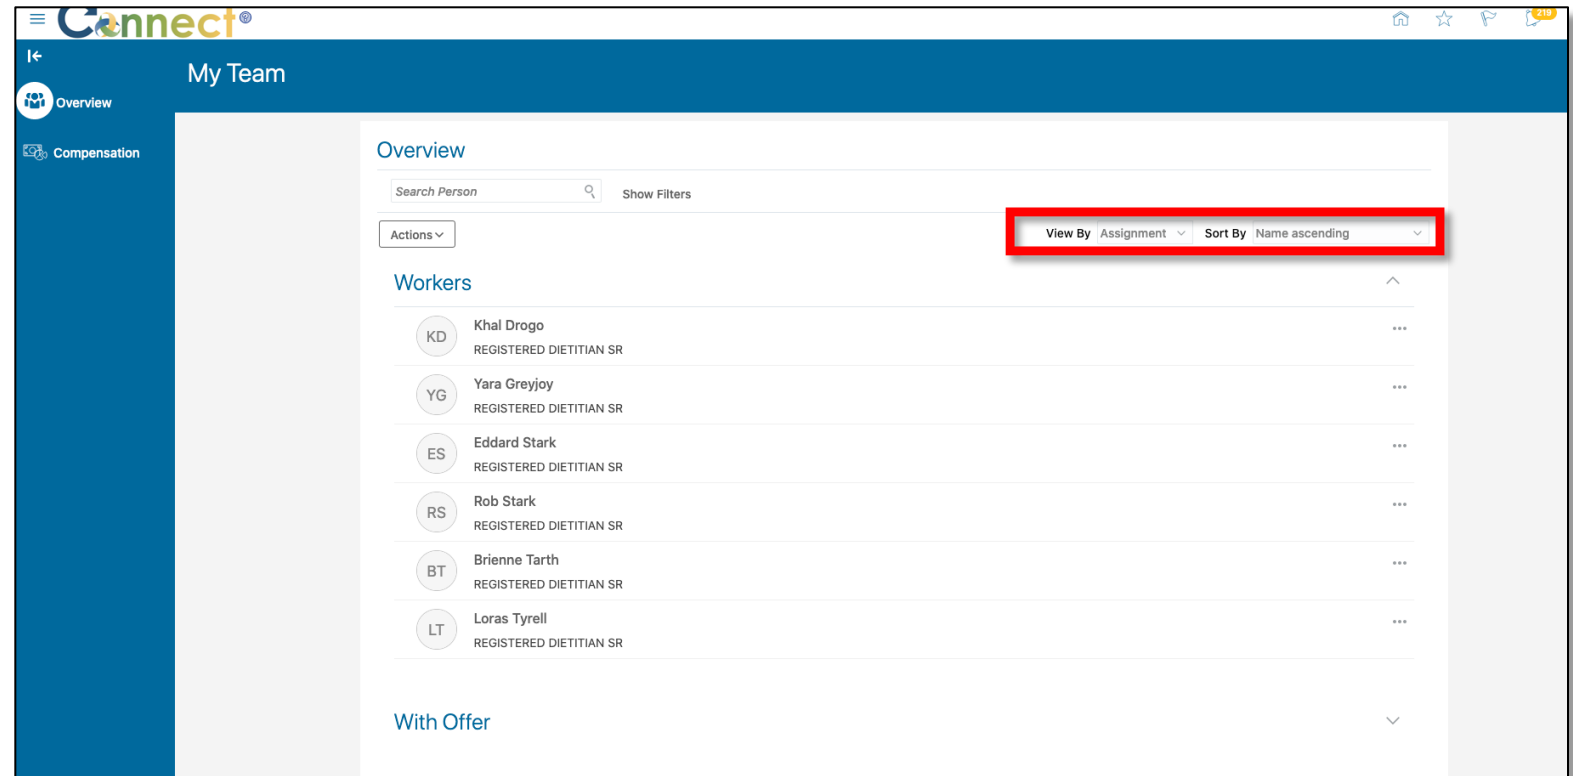 Connect
219
My Team
Overview
Compensation
Overview
Search Person
Show Filters
Actions
View By Assignment Sort By Name ascending
Workers
KD
Khal Drogo
REGISTERED DIETITIAN SR
YG
Yara Greyjoy
REGISTERED DIETITIAN SR
ES
Eddard Stark
REGISTERED DIETITIAN SR
RS
Rob Stark
REGISTERED DIETITIAN SR
BT
Brienne Tarth
REGISTERED DIETITIAN SR
LT
Loras Tyrell
REGISTERED DIETITIAN SR
With Offer